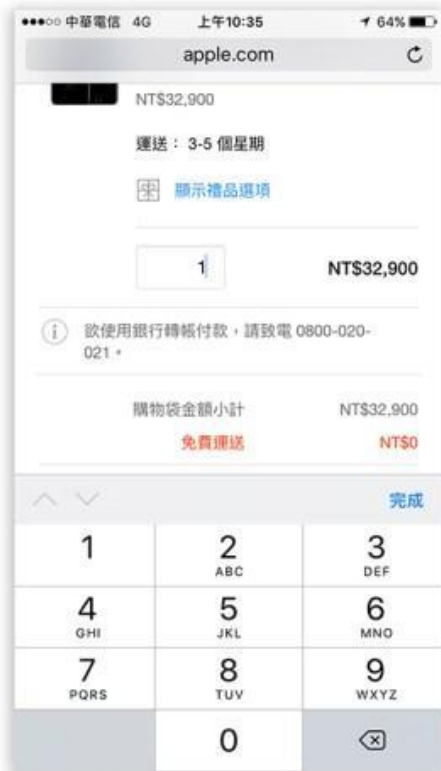 中華電信 4G 上午10:35 64%
apple.com
NT$32,900
運送： 3-5 個星期
顯示禮品選項
1 NT$32,900
欲使用銀行轉帳付款，請致電 0800-020-
021。
購物袋金額小計 NT$32,900
免費運送 NT$0
完成
1 2 3
ABC DEF
4 5 6
GHI JKL MNO
7 8 9
PQRS TUV WXYZ
0